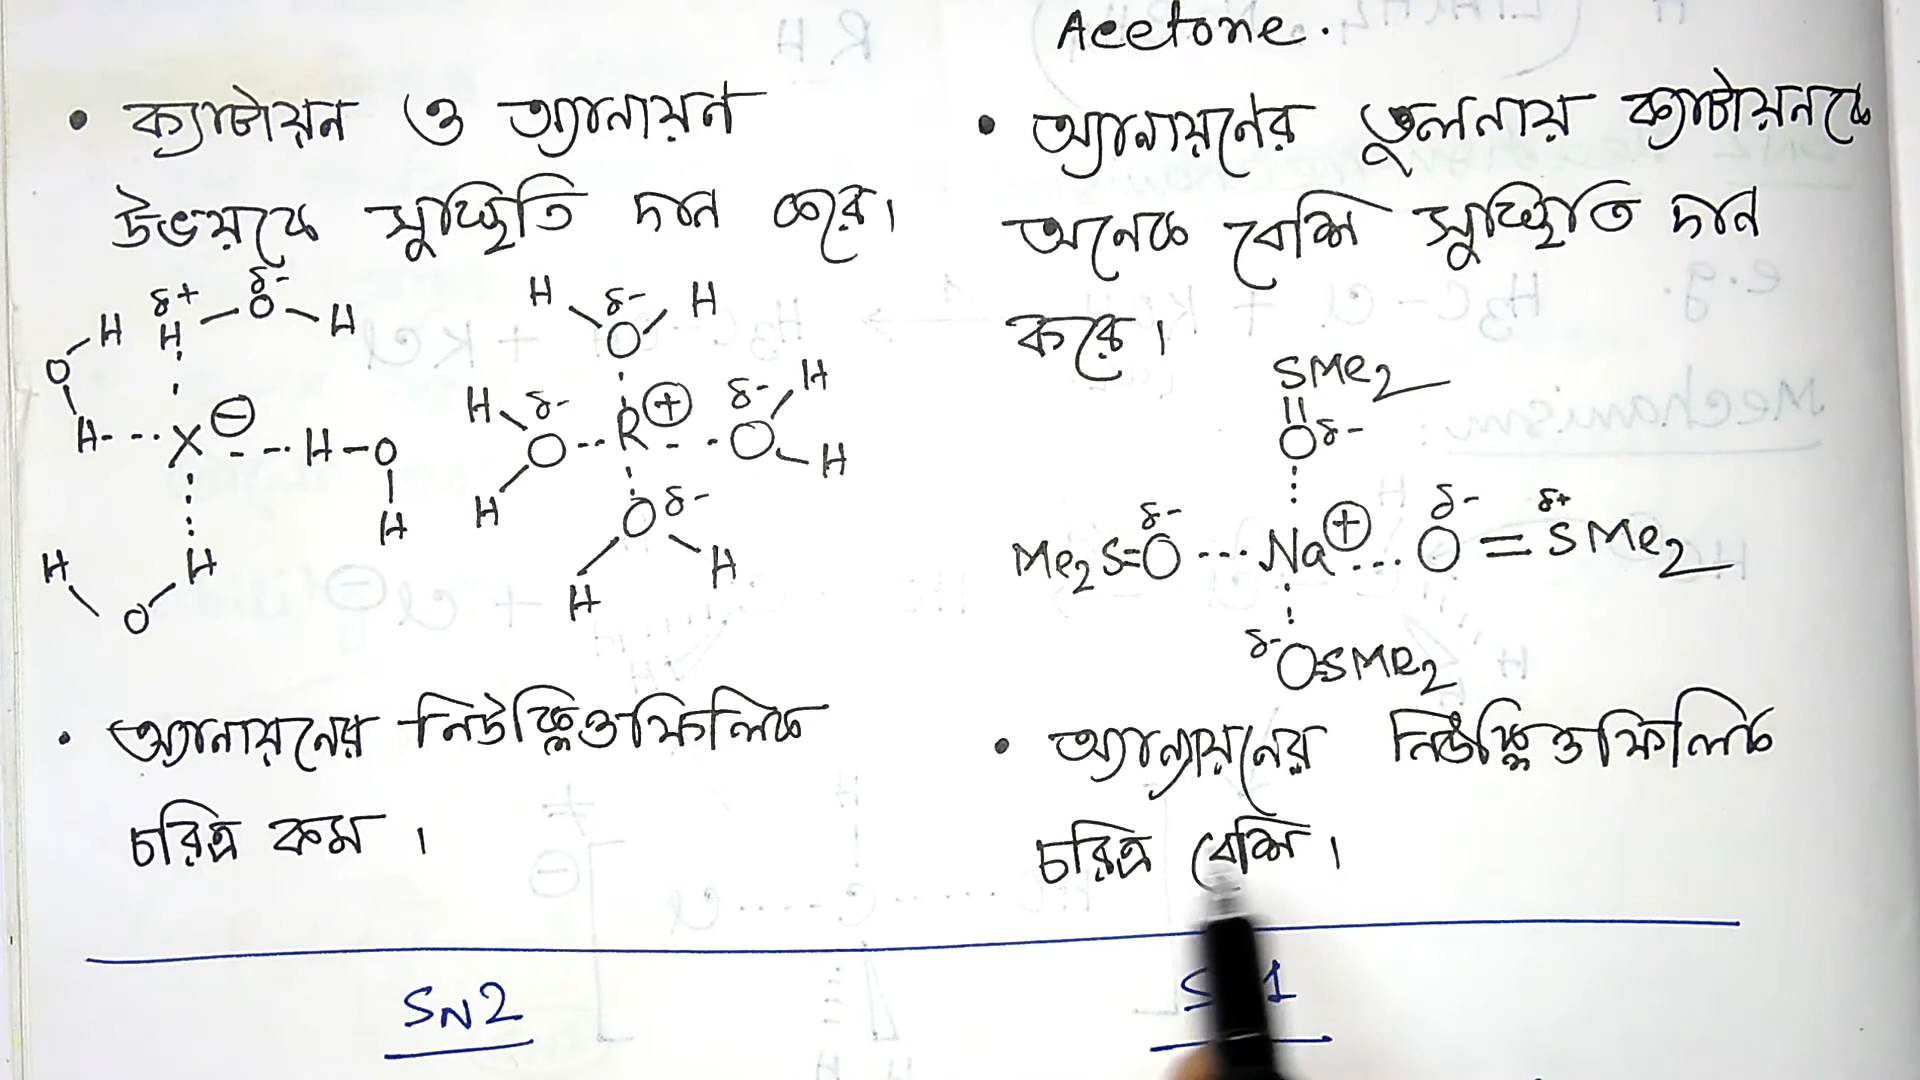 Acetone.
• ক্যাটায়ন ও অ্যানায়ন
উভয়কে সুস্থিতি দান করে।
• অ্যানায়নের তুলনায় ক্যাটায়নকে
অনেক বেশি সুস্থিতি দান
করে।
δ+ δ-
H H O H
O
H X ⊖ H O
H
H H
O
H δ- H
O
H δ- R ⊕ δ- H
O O
H H
O δ-
H H
SMe2
O δ-
δ- δ- δ+
Me2S=O Na ⊕ O = SMe2
δ- O=SMe2
• অ্যানায়নের নিউক্লিওফিলিক
চরিত্র কম।
• অ্যানায়নের নিউক্লিওফিলিক
চরিত্র বেশি।
SN2